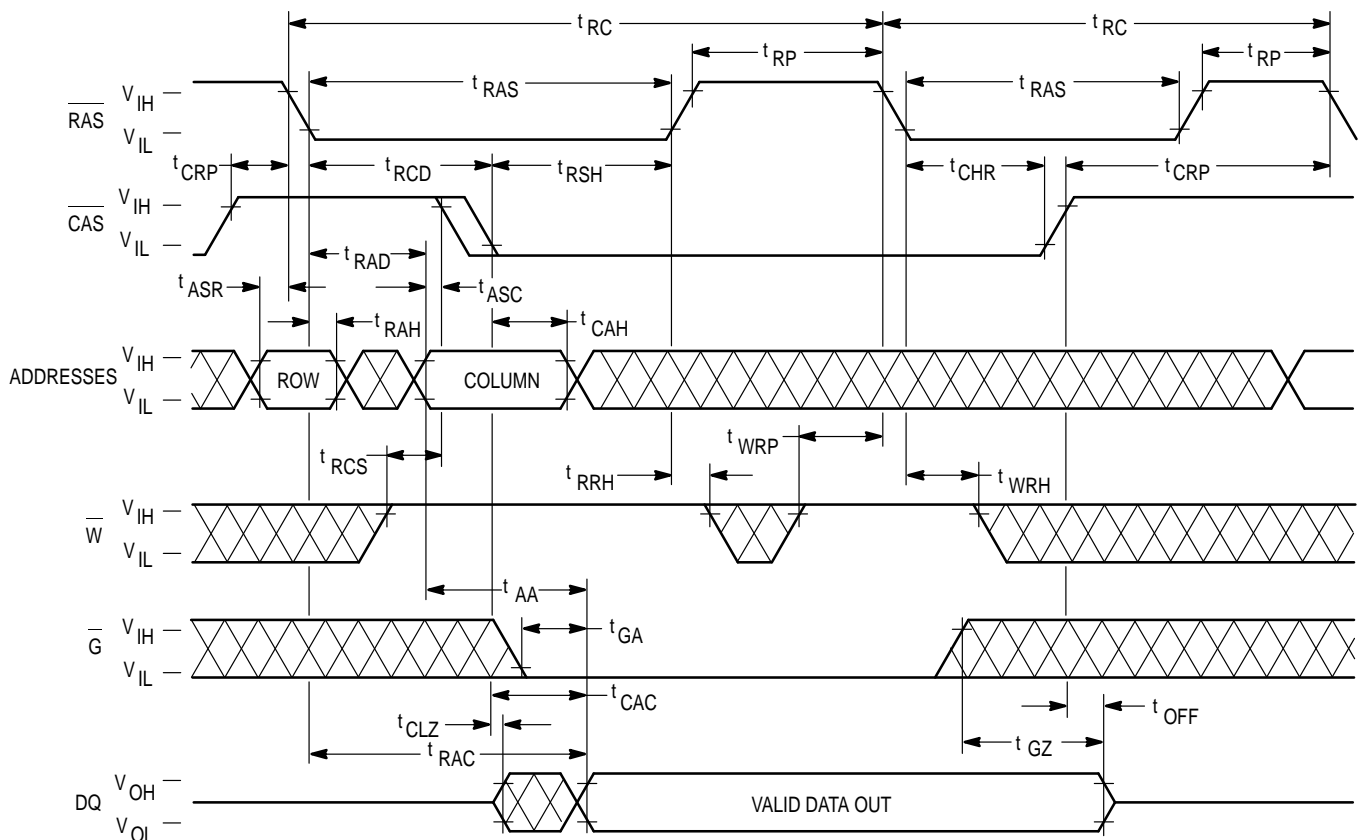 t RC t RC
t RP t RP
t RAS t RAS
V IH
RAS
V IL
t CRP t RCD t RSH t CHR t CRP
V IH
CAS
V IL
t RAD
t ASR t ASC
t RAH t CAH
V IH
ADDRESSES ROW COLUMN
V IL
t RCS t RRH t WRP t WRH
V IH
W
V IL
t AA
V IH t GA
G
V IL
t CAC
t CLZ t OFF
t RAC t GZ
V OH
DQ VALID DATA OUT
V OL